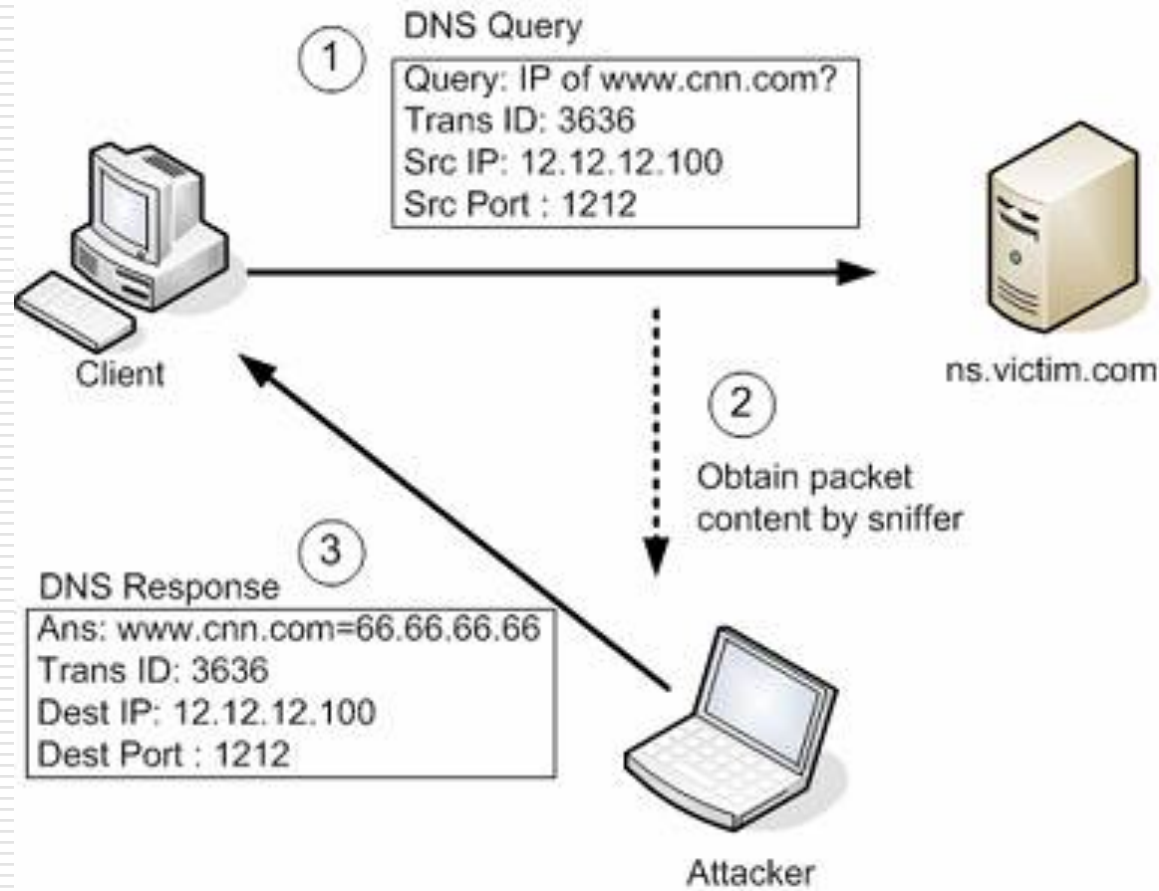 DNS Query
1
Query: IP of www.cnn.com?
Trans ID: 3636
Src IP: 12.12.12.100
Src Port : 1212
Client
ns.victim.com
2
Obtain packet
content by sniffer
3
DNS Response
Ans: www.cnn.com=66.66.66.66
Trans ID: 3636
Dest IP: 12.12.12.100
Dest Port : 1212
Attacker